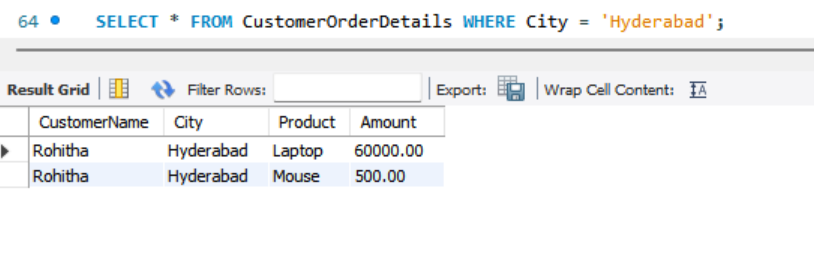 64 SELECT * FROM CustomerOrderDetails WHERE City = 'Hyderabad';
Result Grid Filter Rows: Export: Wrap Cell Content: IA
CustomerName City Product Amount
Rohitha Hyderabad Laptop 60000.00
Rohitha Hyderabad Mouse 500.00